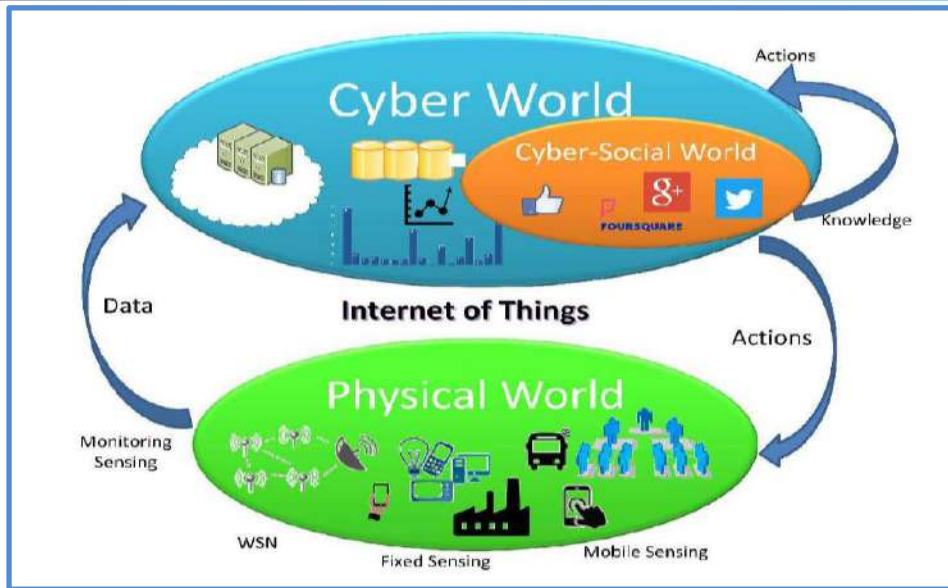 Actions
Cyber World
Cyber-Social World
g+
FOURSQUARE
Knowledge
Data
Internet of Things
Actions
Physical World
Monitoring
Sensing
WSN
Fixed Sensing
Mobile Sensing